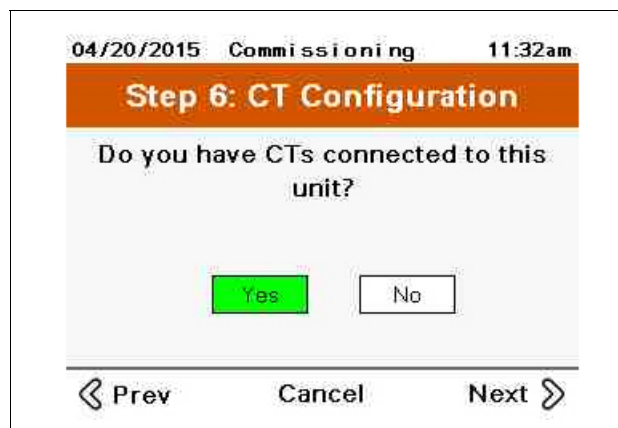 04/20/2015 Commissioning 11:32am
Step 6: CT Configuration
Do you have CTs connected to this
unit?
Yes No
Prev Cancel Next